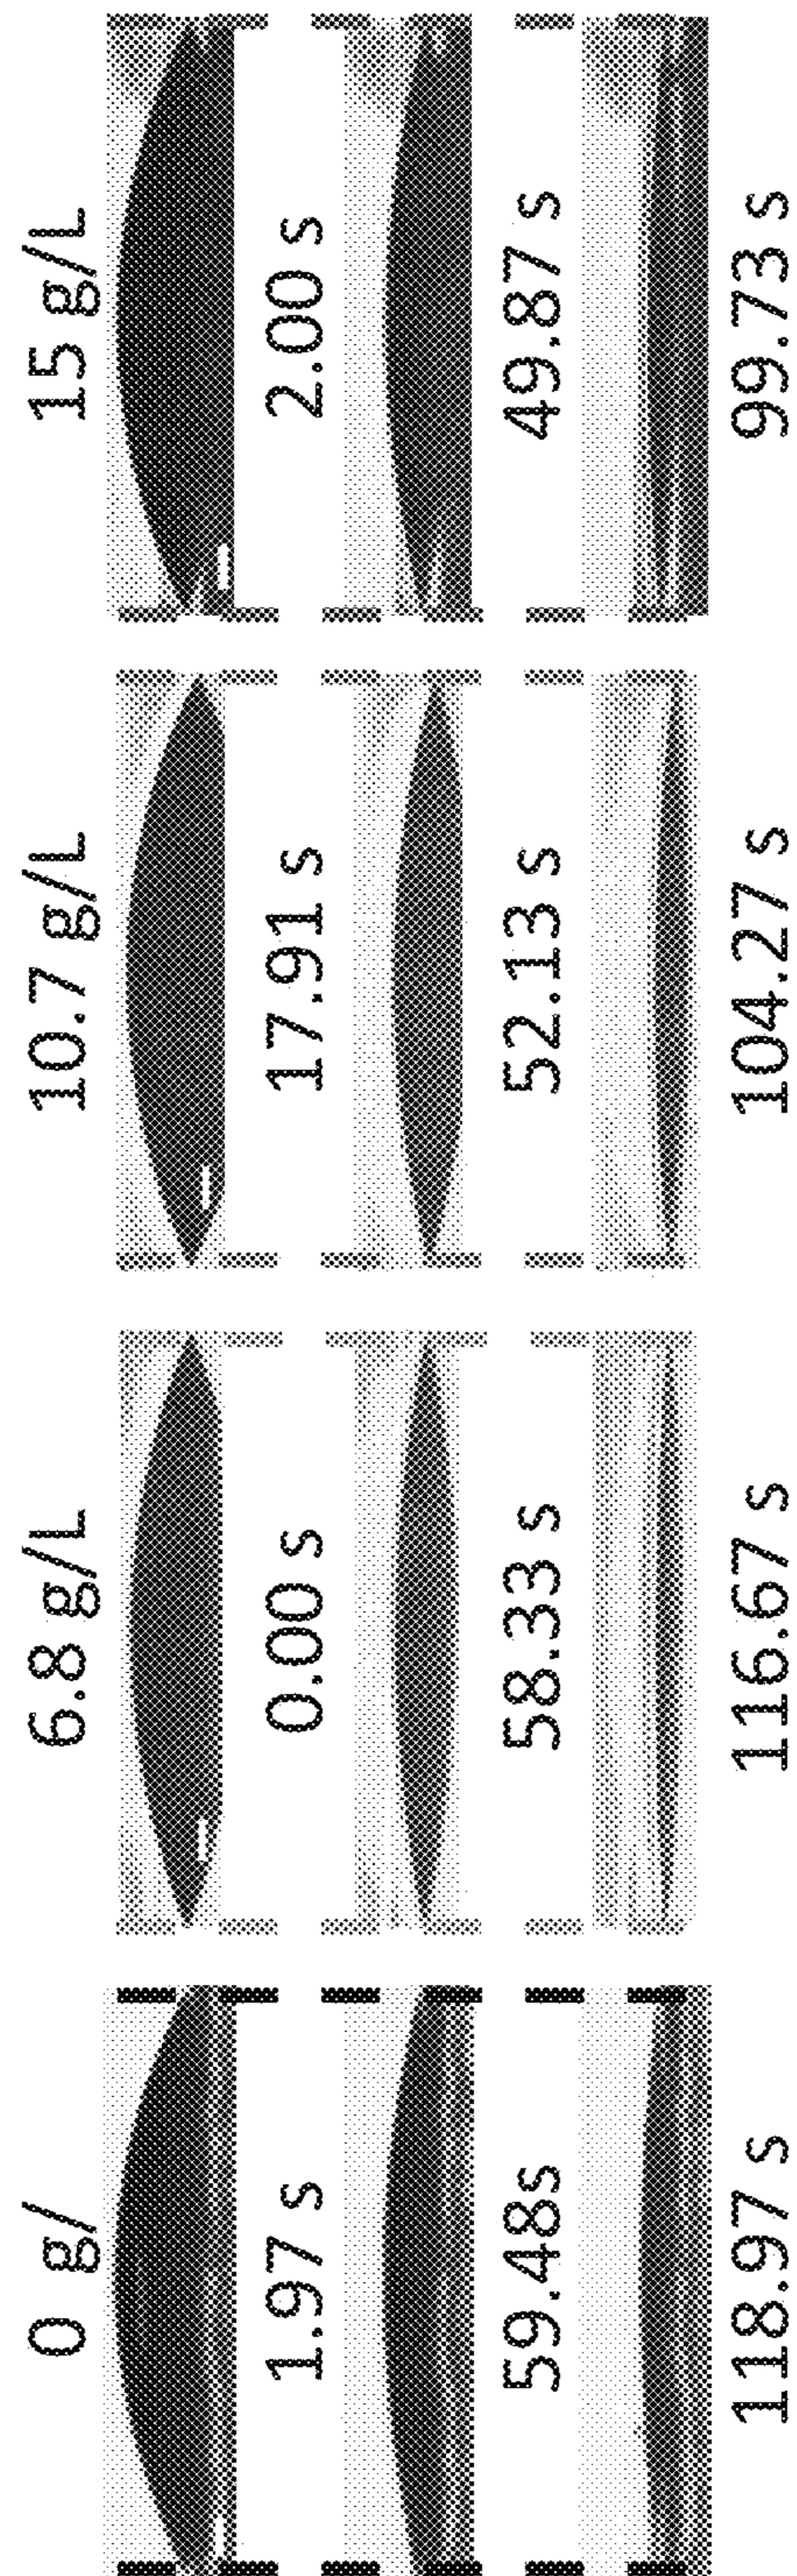 0 g/
6.8 g/L
10.7 g/L
15 g/L
1.97 s
0.00 s
17.91 s
2.00 s
59.48s
58.33 s
52.13 s
49.87 s
118.97 s
116.67 s
104.27 s
99.73 s